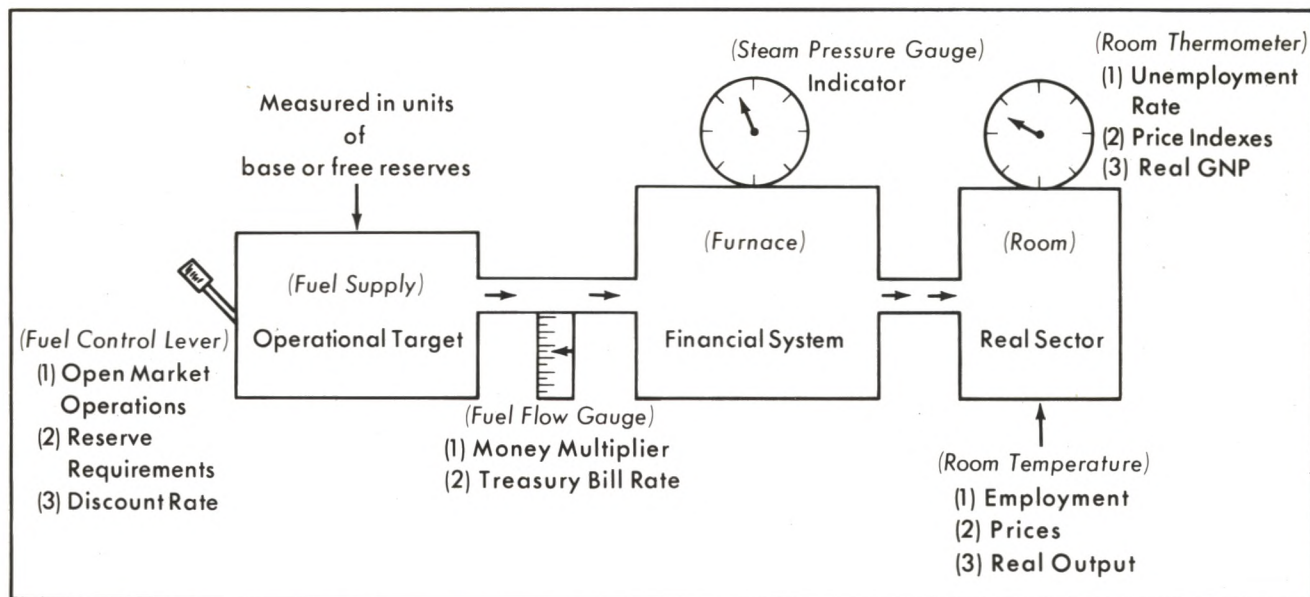 Measured in units
of
base or free reserves
(Steam Pressure Gauge)
Indicator
(Room Thermometer)
(1) Unemployment
Rate
(2) Price Indexes
(3) Real GNP
(Fuel Supply)
Operational Target
(Furnace)
Financial System
(Room)
Real Sector
(Fuel Control Lever)
(1) Open Market
Operations
(2) Reserve
Requirements
(3) Discount Rate
(Fuel Flow Gauge)
(1) Money Multiplier
(2) Treasury Bill Rate
(Room Temperature)
(1) Employment
(2) Prices
(3) Real Output